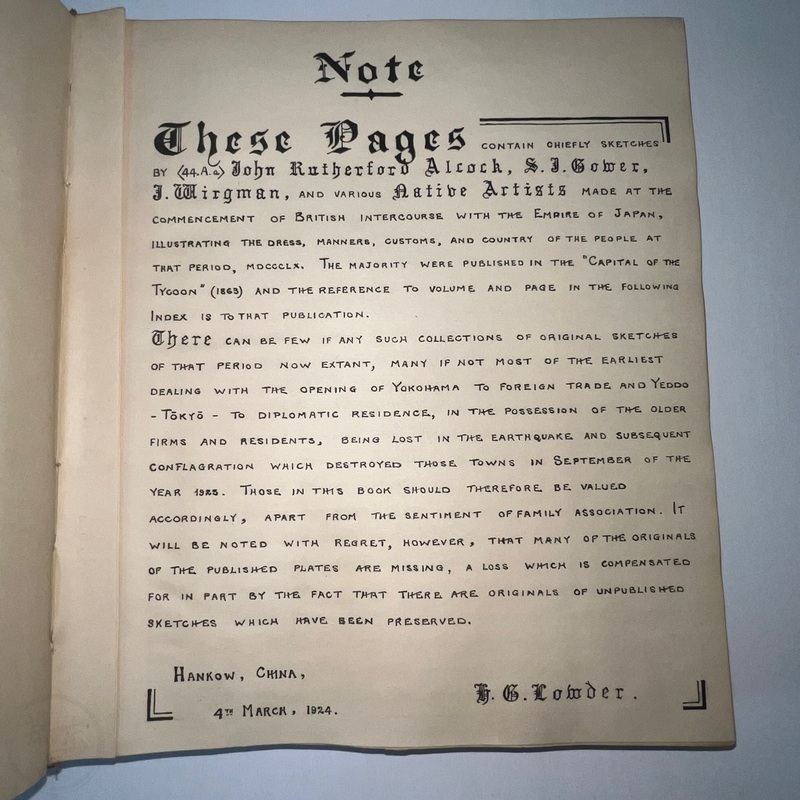 Note
These Pages CONTAIN CHIEFLY SKETCHES
BY John Rutherford Alcock, S.J. Gower,
J. Wirgman, AND VARIOUS Native Artists MADE AT THE
COMMENCEMENT OF BRITISH INTERCOURSE WITH THE EMPIRE OF JAPAN,
ILLUSTRATING THE DRESS, MANNERS, CUSTOMS, AND COUNTRY OF THE PEOPLE AT
THAT PERIOD, MDCCCLX. THE MAJORITY WERE PUBLISHED IN THE "CAPITAL OF THE
TYCOON" (1863) AND THE REFERENCE TO VOLUME AND PAGE IN THE FOLLOWING
INDEX IS TO THAT PUBLICATION.
There CAN BE FEW IF ANY SUCH COLLECTIONS OF ORIGINAL SKETCHES
OF THAT PERIOD NOW EXTANT, MANY IF NOT MOST OF THE EARLIEST
DEALING WITH THE OPENING OF YOKOHAMA TO FOREIGN TRADE AND YEDDO
- TŌKYŌ - TO DIPLOMATIC RESIDENCE, IN THE POSSESSION OF THE OLDER
FIRMS AND RESIDENTS, BEING LOST IN THE EARTHQUAKE AND SUBSEQUENT
CONFLAGRATION WHICH DESTROYED THOSE TOWNS IN SEPTEMBER OF THE
YEAR 1923. THOSE IN THIS BOOK SHOULD THEREFORE BE VALUED
ACCORDINGLY, APART FROM THE SENTIMENT OF FAMILY ASSOCIATION. IT
WILL BE NOTED WITH REGRET, HOWEVER, THAT MANY OF THE ORIGINALS
OF THE PUBLISHED PLATES ARE MISSING, A LOSS WHICH IS COMPENSATED
FOR IN PART BY THE FACT THAT THERE ARE ORIGINALS OF UNPUBLISHED
SKETCHES WHICH HAVE BEEN PRESERVED.
HANKOW, CHINA,
4TH MARCH, 1924.
H. G. Lowder.